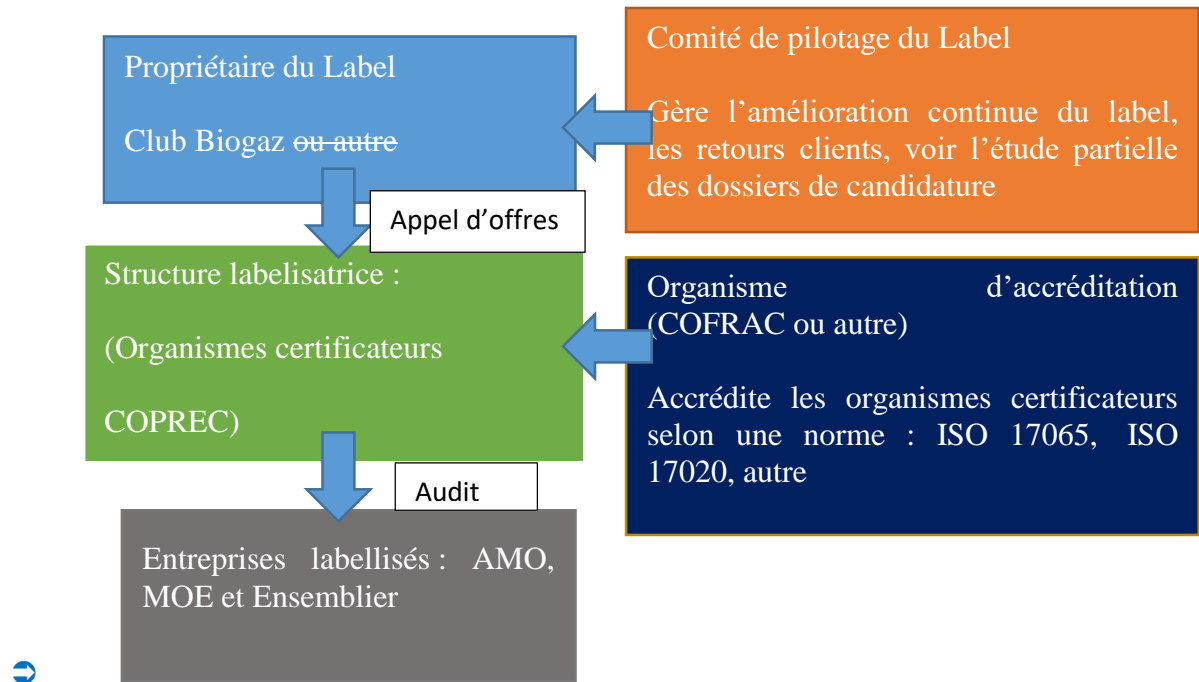 Propriétaire du Label
Club Biogaz ou autre
Comité de pilotage du Label
Gère l’amélioration continue du label,
les retours clients, voir l’étude partielle
des dossiers de candidature
Appel d’offres
Structure labelisatrice :
(Organismes certificateurs
COPREC)
Organisme d’accréditation
(COFRAC ou autre)
Accrédite les organismes certificateurs
selon une norme : ISO 17065, ISO
17020, autre
Audit
Entreprises labellisés : AMO,
MOE et Ensemblier